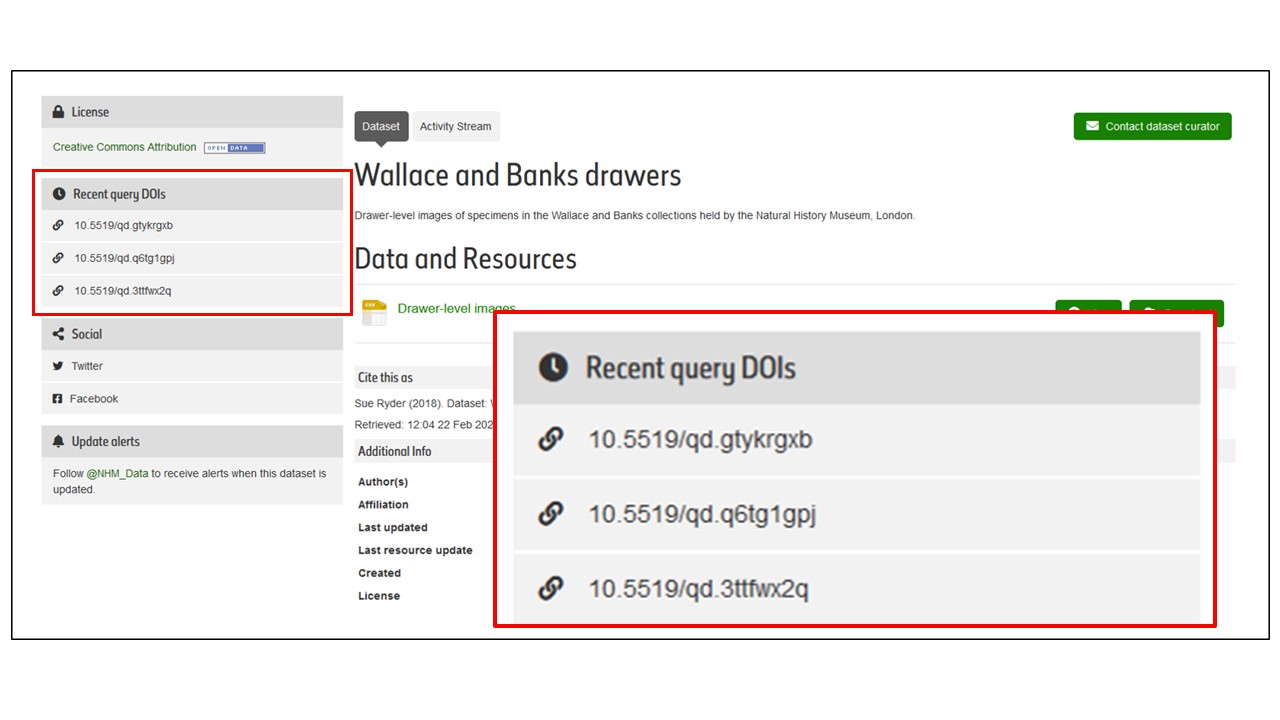 License
Creative Commons Attribution OPEN DATA
Recent query DOIs
10.5519/qd.gtykrgxb
10.5519/qd.q6tg1gpj
10.5519/qd.3ttfwx2q
Social
Twitter
Facebook
Update alerts
Follow @NHM_Data to receive alerts when this dataset is
updated.
Dataset Activity Stream
Contact dataset curator
Wallace and Banks drawers
Drawer-level images of specimens in the Wallace and Banks collections held by the Natural History Museum, London.
Data and Resources
CSV
Drawer-level images
Cite this as
Sue Ryder (2018). Dataset:
Retrieved: 12:04 22 Feb 202
Additional Info
Author(s)
Affiliation
Last updated
Last resource update
Created
License
Recent query DOIs
10.5519/qd.gtykrgxb
10.5519/qd.q6tg1gpj
10.5519/qd.3ttfwx2q